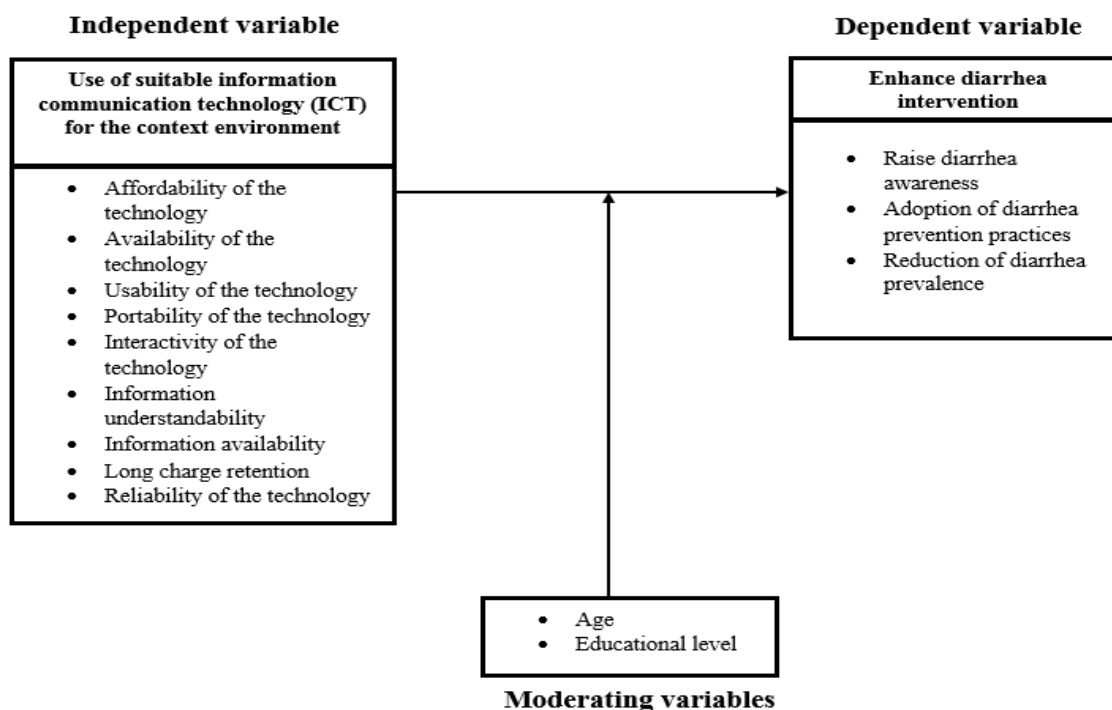 Independent variable
Use of suitable information
communication technology (ICT)
for the context environment
• Affordability of the
technology
• Availability of the
technology
• Usability of the technology
• Portability of the technology
• Interactivity of the
technology
• Information
understandability
• Information availability
• Long charge retention
• Reliability of the technology
Dependent variable
Enhance diarrhea
intervention
• Raise diarrhea
awareness
• Adoption of diarrhea
prevention practices
• Reduction of diarrhea
prevalence
• Age
• Educational level
Moderating variables